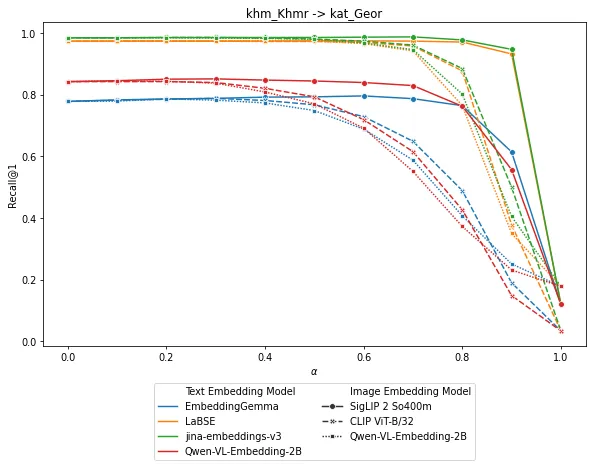 khm_Khmr -> kat_Geor
Recall@1
1.0
0.8
0.6
0.4
0.2
0.0
0.0 0.2 0.4 0.6 0.8 1.0
α
Text Embedding Model
EmbeddingGemma
LaBSE
jina-embeddings-v3
Qwen-VL-Embedding-2B
Image Embedding Model
SigLIP 2 So400m
CLIP ViT-B/32
Qwen-VL-Embedding-2B